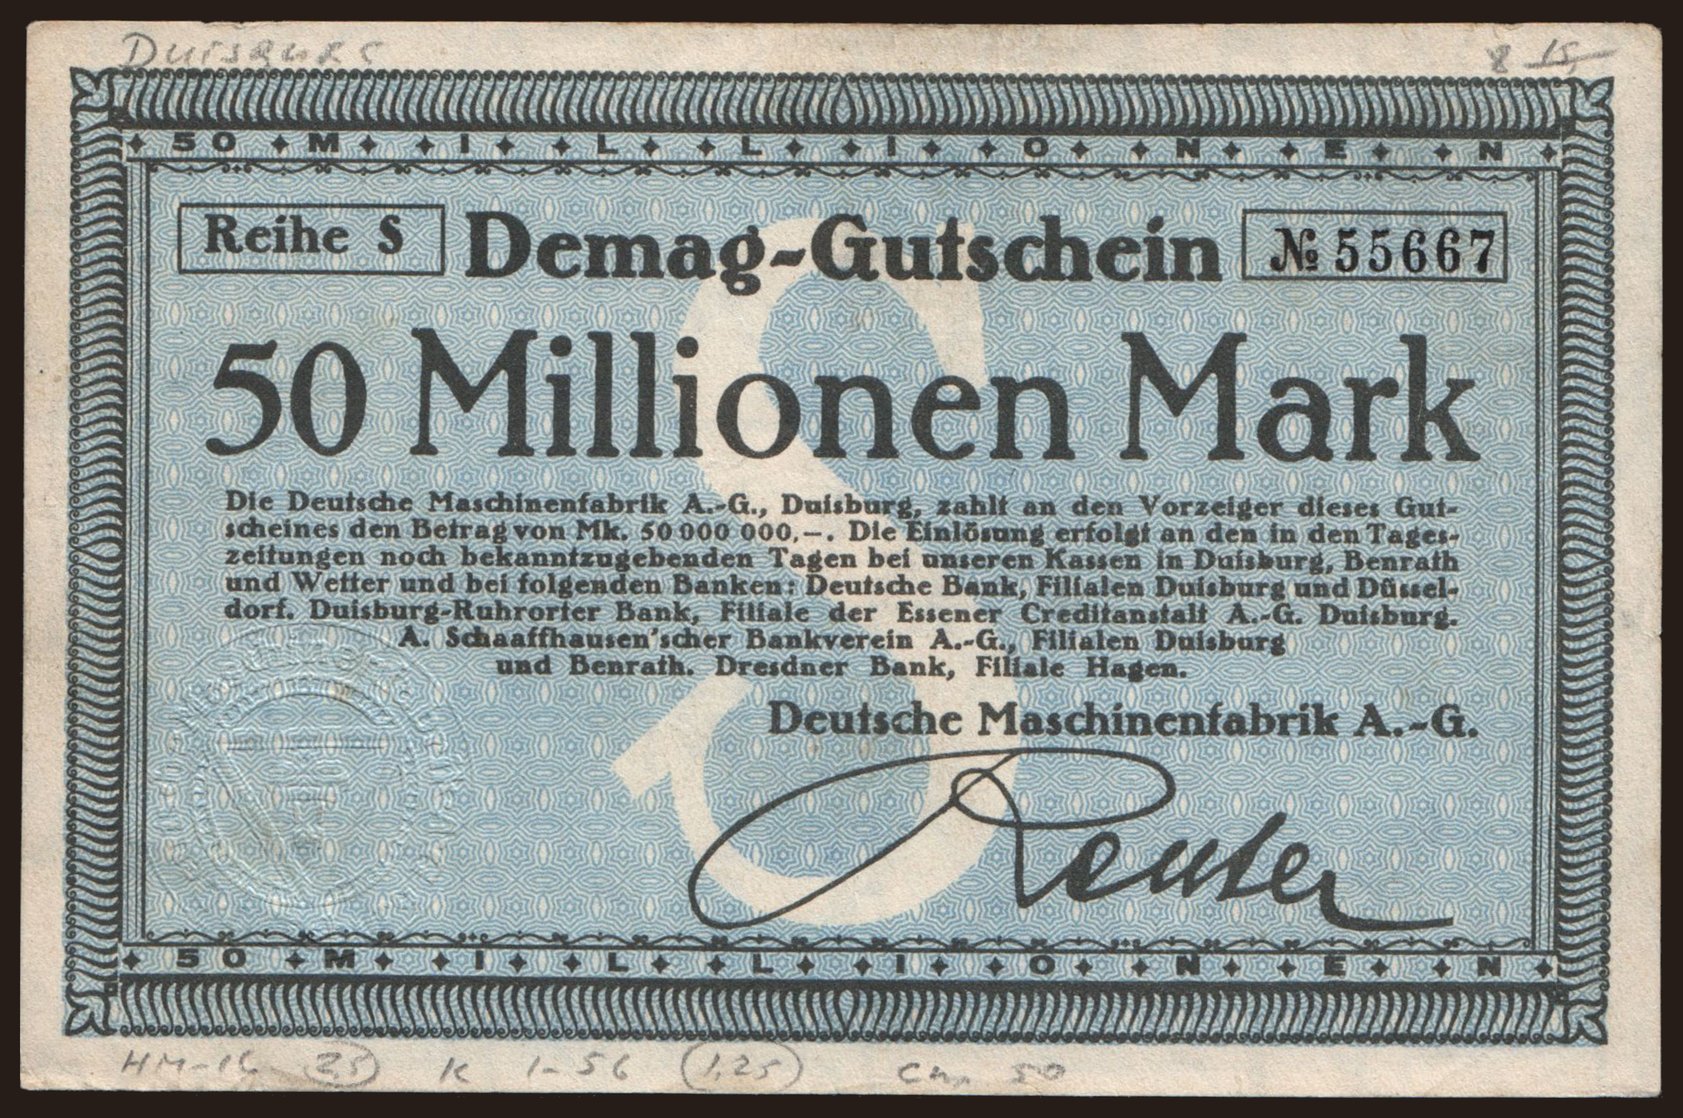 DUISBURG
8 15,
50 MILLIONEN
Reihe S
Demag-Gutschein
№ 55667
50 Millionen Mark
Die Deutsche Maschinenfabrik A.-G., Duisburg, zahlt an den Vorzeiger dieses Gut-
scheines den Betrag von Mk. 50 000 000,—. Die Einlösung erfolgt an den in den Tages-
zeitungen noch bekanntzugebenden Tagen bei unseren Kassen in Duisburg, Benrath
und Wetter und bei folgenden Banken: Deutsche Bank, Filialen Duisburg und Düssel-
dorf. Duisburg-Ruhrorter Bank, Filiale der Essener Creditanstalt A.-G. Duisburg.
A. Schaaffhausen'scher Bankverein A.-G., Filialen Duisburg
und Benrath. Dresdner Bank, Filiale Hagen.
Deutsche Maschinenfabrik A.-G.
Reuter
50 MILLIONEN
HM-16 25 K 1-56 1,25 50